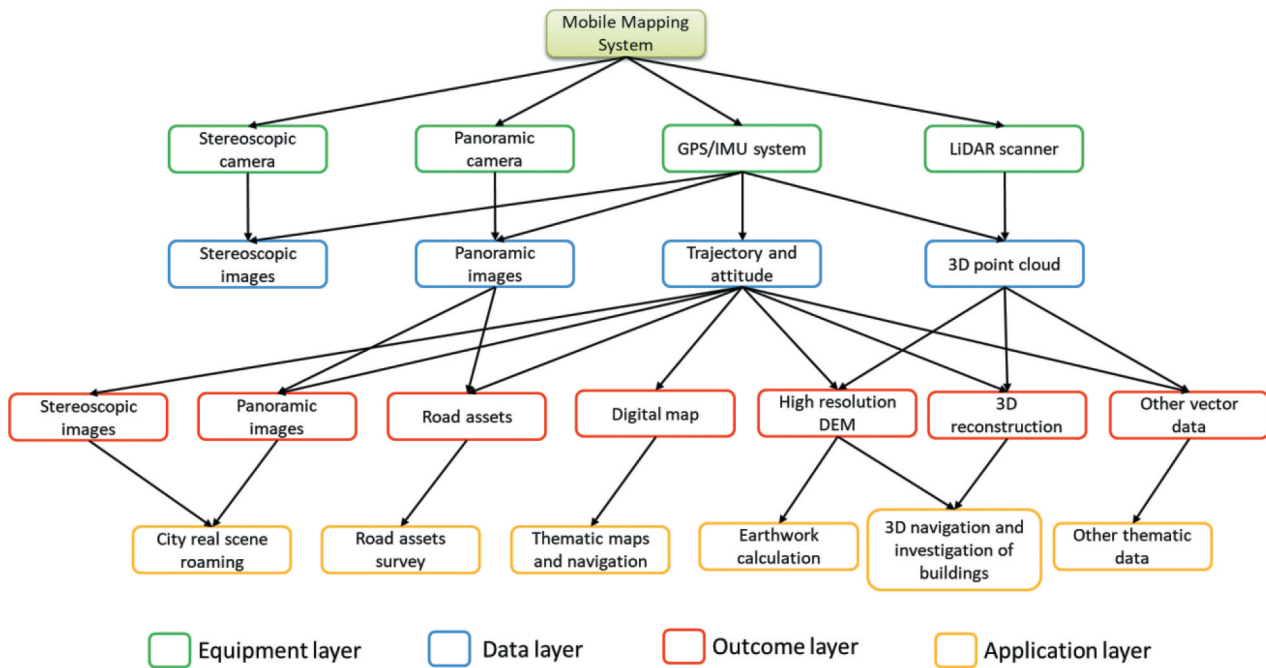 Mobile Mapping
System
Stereoscopic
camera
Panoramic
camera
GPS/IMU system
LiDAR scanner
Stereoscopic
images
Panoramic
images
Trajectory and
attitude
3D point cloud
Stereoscopic
images
Panoramic
images
Road assets
Digital map
High resolution
DEM
3D
reconstruction
Other vector
data
City real scene
roaming
Road assets
survey
Thematic maps
and navigation
Earthwork
calculation
3D navigation and
investigation of
buildings
Other thematic
data
Equipment layer
Data layer
Outcome layer
Application layer